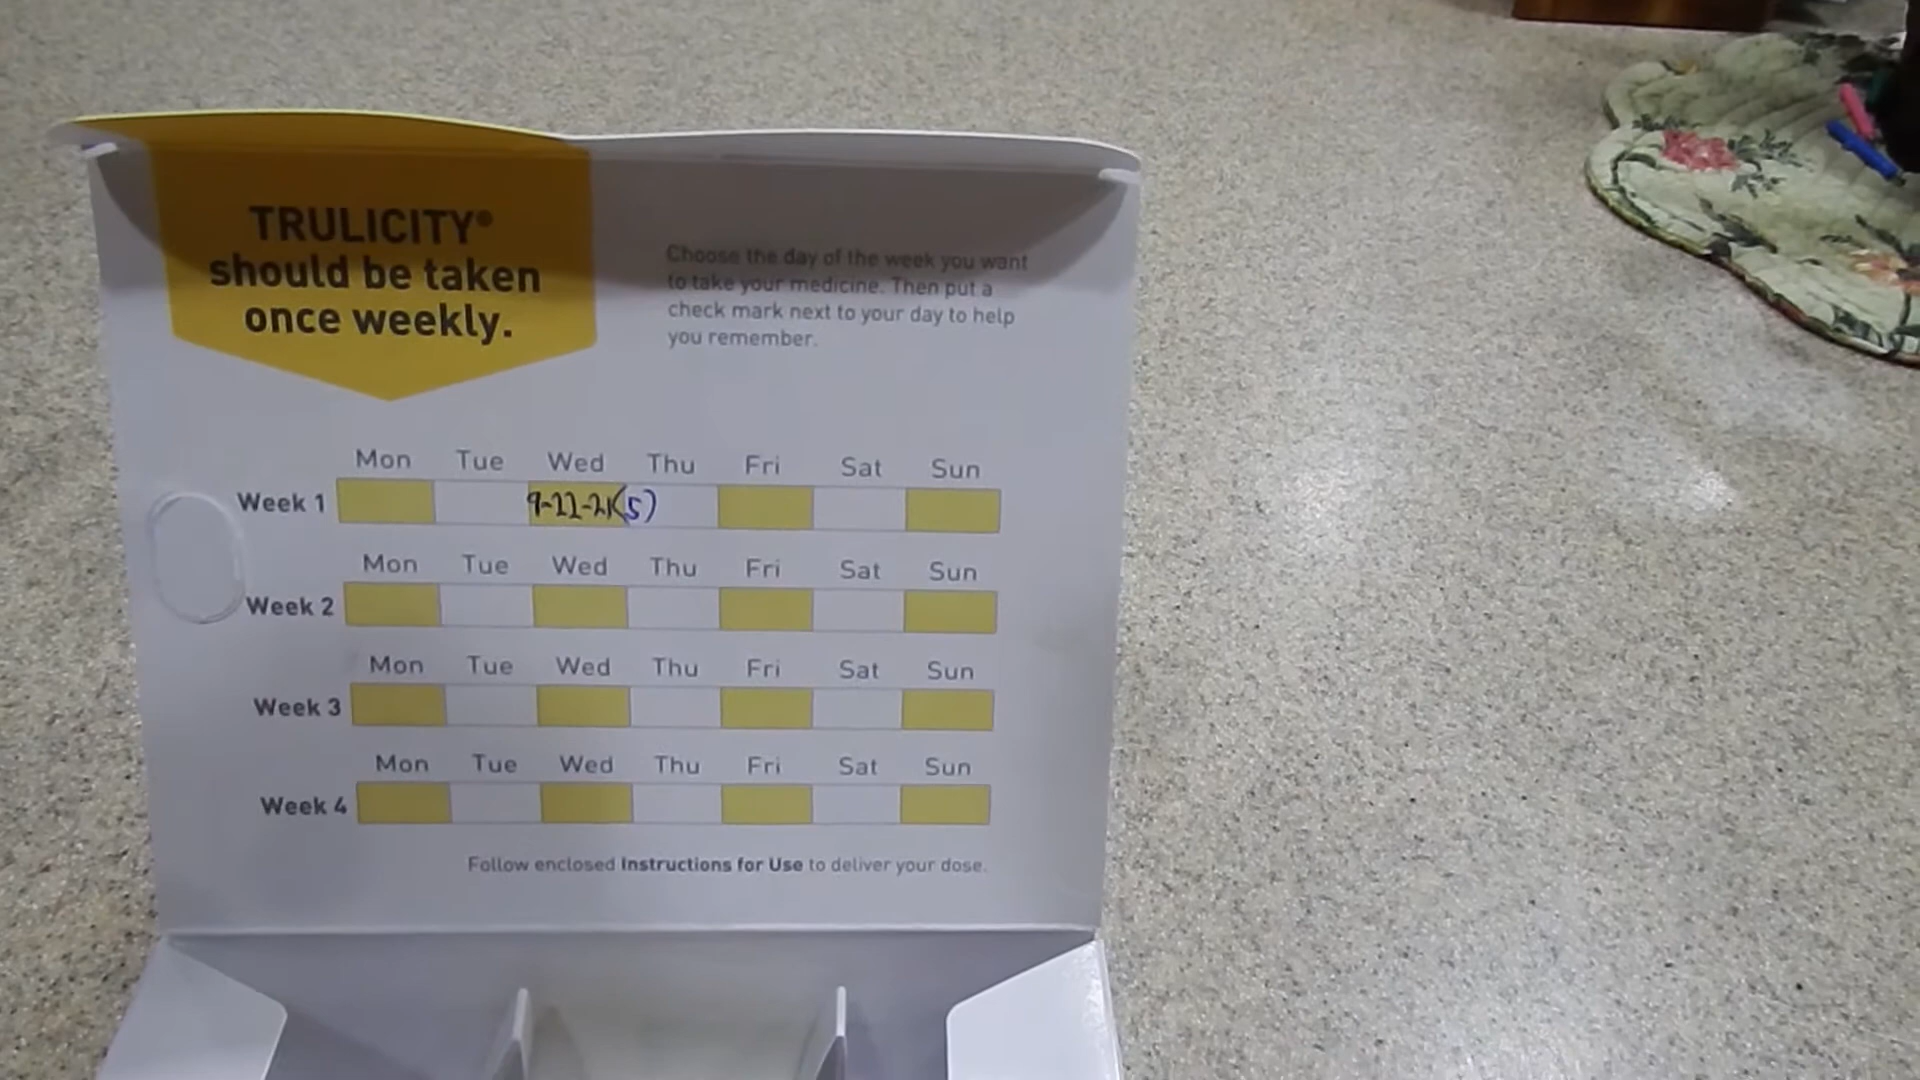 TRULICITY®
should be taken
once weekly.
Choose the day of the week you want
to take your medicine. Then put a
check mark next to your day to help
you remember.
Mon Tue Wed Thu Fri Sat Sun
Week 1 9-22-21(5)
Mon Tue Wed Thu Fri Sat Sun
Week 2
Mon Tue Wed Thu Fri Sat Sun
Week 3
Mon Tue Wed Thu Fri Sat Sun
Week 4
Follow enclosed Instructions for Use to deliver your dose.